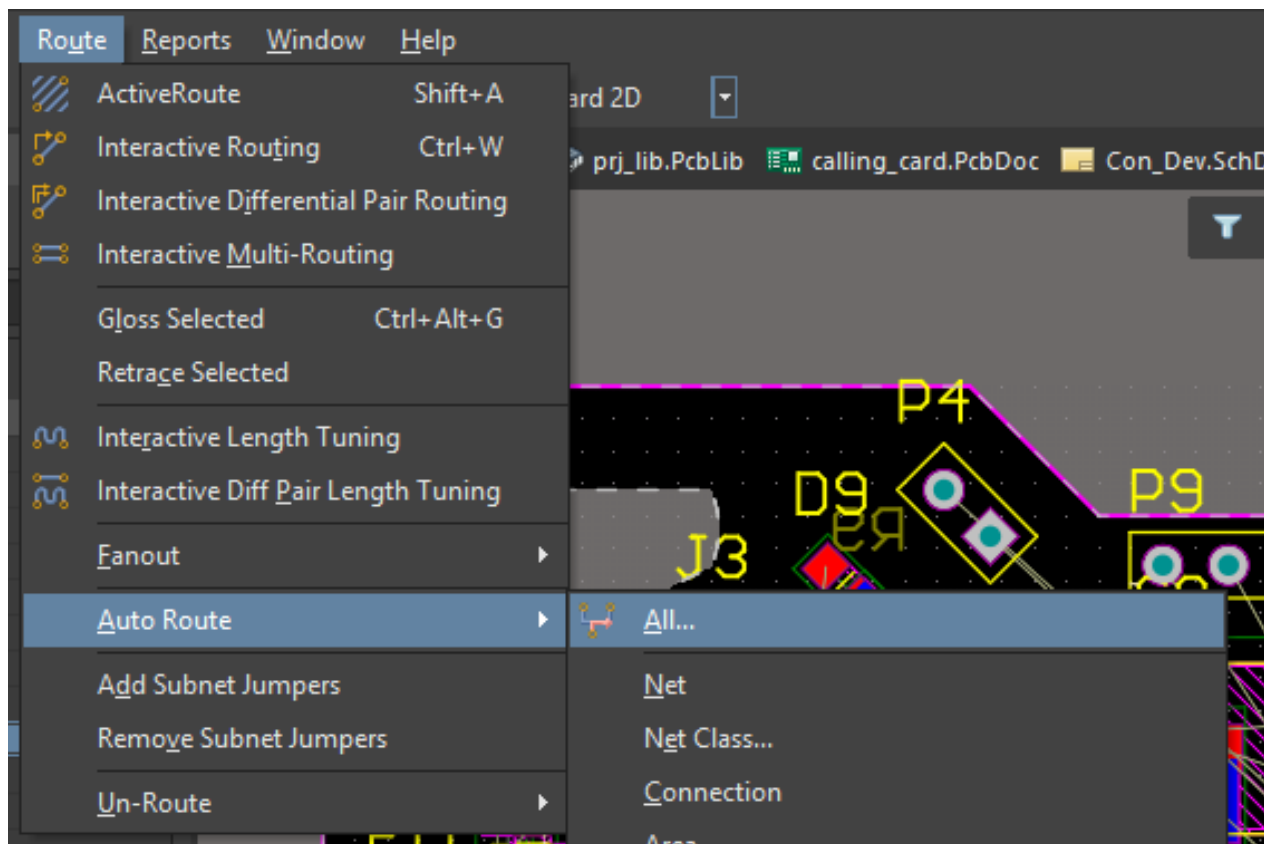 Route Reports Window Help
ActiveRoute Shift+A
ard 2D
Interactive Routing Ctrl+W
prj_lib.PcbLib calling_card.PcbDoc Con_Dev.SchD
Interactive Differential Pair Routing
Interactive Multi-Routing
Gloss Selected Ctrl+Alt+G
Retrace Selected
P4
Interactive Length Tuning
Interactive Diff Pair Length Tuning
D9
P9
R9
J3
Fanout
Auto Route
All...
Add Subnet Jumpers
Net
Remove Subnet Jumpers
Net Class...
Connection
Un-Route
Area